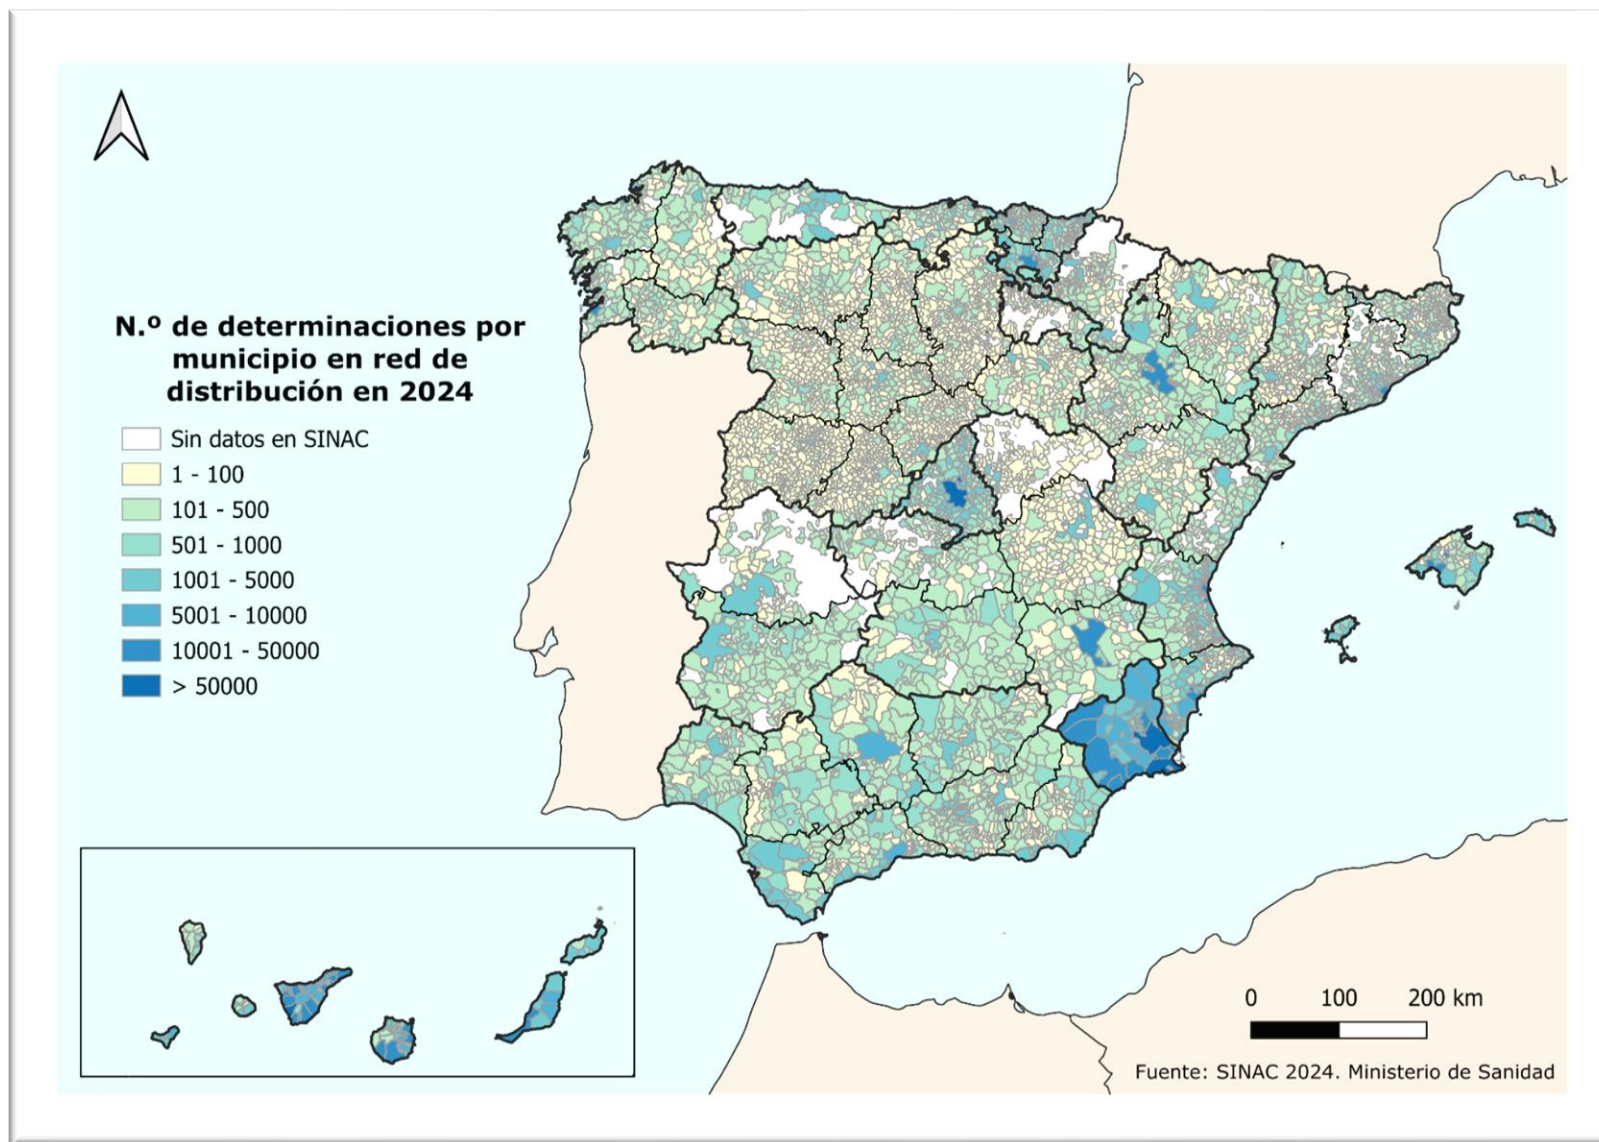 N.º de determinaciones por
municipio en red de
distribución en 2024
Sin datos en SINAC
1 - 100
101 - 500
501 - 1000
1001 - 5000
5001 - 10000
10001 - 50000
> 50000
0 100 200 km
Fuente: SINAC 2024. Ministerio de Sanidad